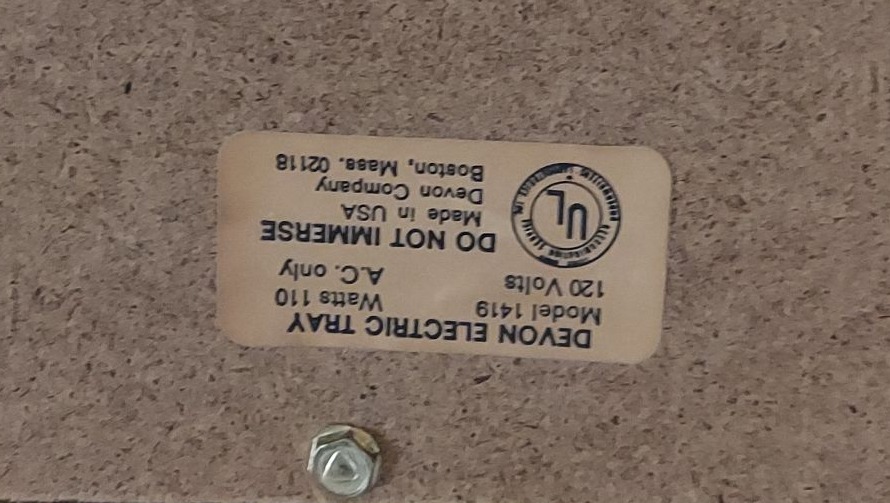 DEVON ELECTRIC TRAY
Model 1419 Watts 110
120 Volts A.C. only
DO NOT IMMERSE
UL
Made in USA
Devon Company
Boston, Mass. 02118